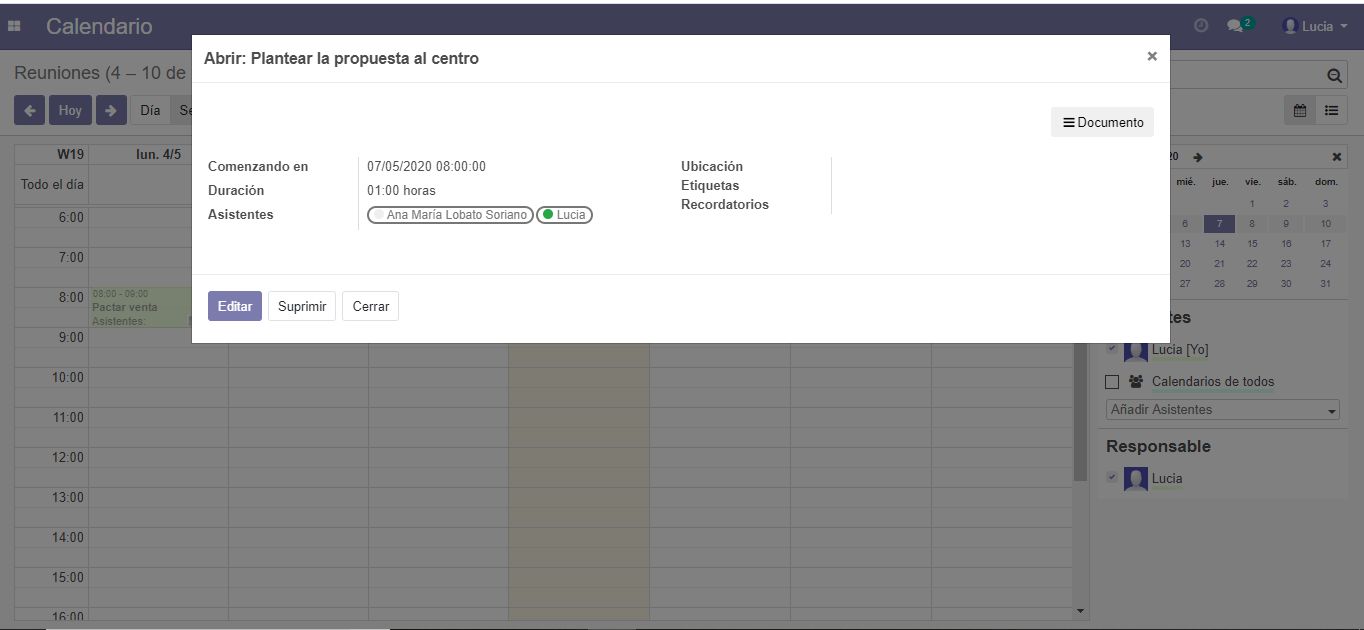 Calendario
2
Lucia
Abrir: Plantear la propuesta al centro
×
Reuniones (4 – 10 de
Hoy
Día
Se
Documento
W19
lun. 4/5
Todo el día
Comenzando en
07/05/2020 08:00:00
Duración
01:00 horas
Asistentes
Ana María Lobato Soriano
Lucia
Ubicación
Etiquetas
Recordatorios
Editar
Suprimir
Cerrar
6:00
7:00
8:00
08:00 - 09:00
Pactar venta
Asistentes:
9:00
10:00
11:00
12:00
13:00
14:00
15:00
16:00
20
mié. jue. vie. sáb. dom.
1 2 3
6 7 8 9 10
13 14 15 16 17
20 21 22 23 24
27 28 29 30 31
tes
Lucia [Yo]
Calendarios de todos
Añadir Asistentes
Responsable
Lucia